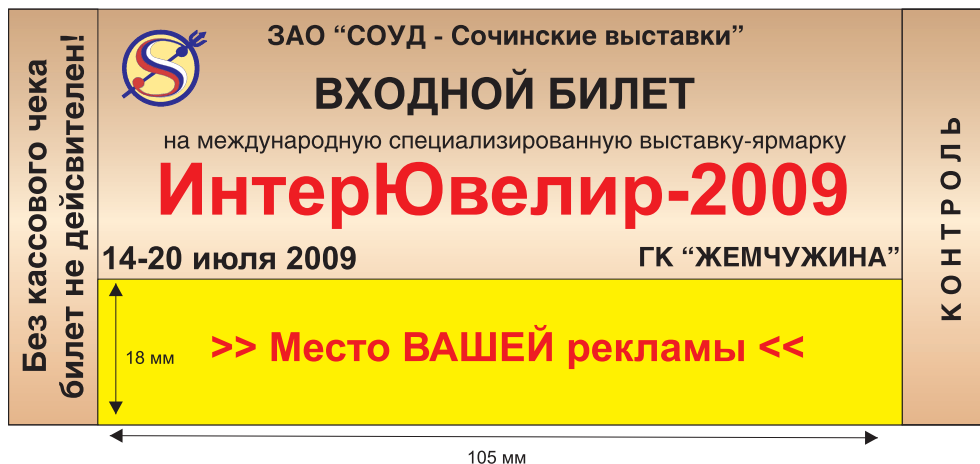 Без кассового чека
билет не дейсвителен!
ЗАО “СОУД - Сочинские выставки”
ВХОДНОЙ БИЛЕТ
на международную специализированную выставку-ярмарку
ИнтерЮвелир-2009
14-20 июля 2009
ГК “ЖЕМЧУЖИНА”
18 мм
>> Место ВАШЕЙ рекламы <<
105 мм
КОНТРОЛЬ